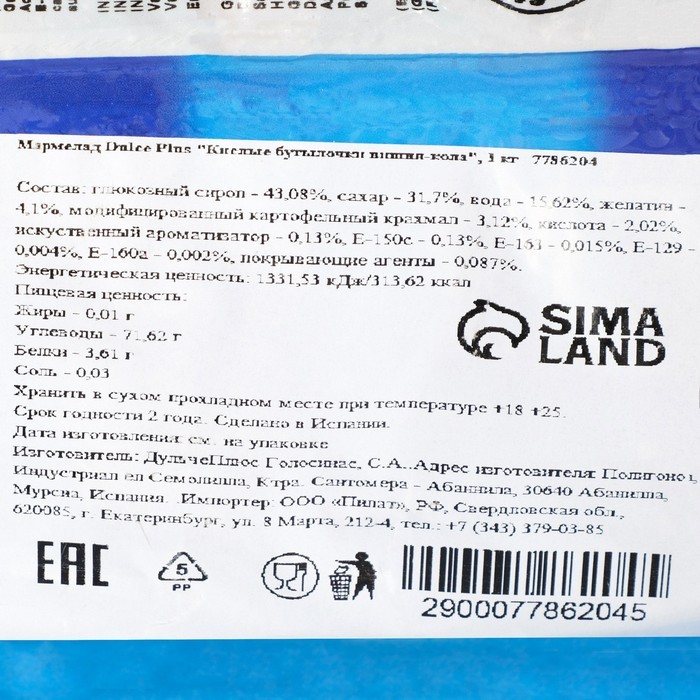 Мармелад Dulce Plus "Кислые бутылочки вишня-кола", 1 кг 7786204
Состав: глюкозный сироп - 43,08%, сахар - 31,7%, вода - 15,62%, желатин -
4,1%, модифицированный картофельный крахмал - 3,12%, кислота - 2,02%,
искуственный ароматизатор - 0,13%, Е-150с - 0,13%, Е-163 - 0,015%, Е-129 -
0,004%, Е-160а - 0,002%, покрывающие агенты - 0,087%.
Энергетическая ценность: 1331,53 кДж/313,62 ккал
Пищевая ценность:
Жиры - 0,01 г
Углеводы - 71,62 г
Белки - 3,61 г
Соль - 0,03
SIMA
LAND
Хранить в сухом прохладном месте при температуре +18 +25.
Срок годности 2 года. Сделано в Испании.
Дата изготовления: см. на упаковке
Изготовитель: ДульчеПлюс Голосинас, С.А..Адрес изготовителя: Полигоно
Индустриал ел Семолилла, Ктра. Сантомера - Абанилла, 30640 Абанилла,
Мурсиа, Испания. .Импортер: ООО «Пилат», РФ, Свердловская обл.,
620085, г. Екатеринбург, ул. 8 Марта, 212-4, тел.: +7 (343) 379-03-85
EAC
5
PP
2900077862045